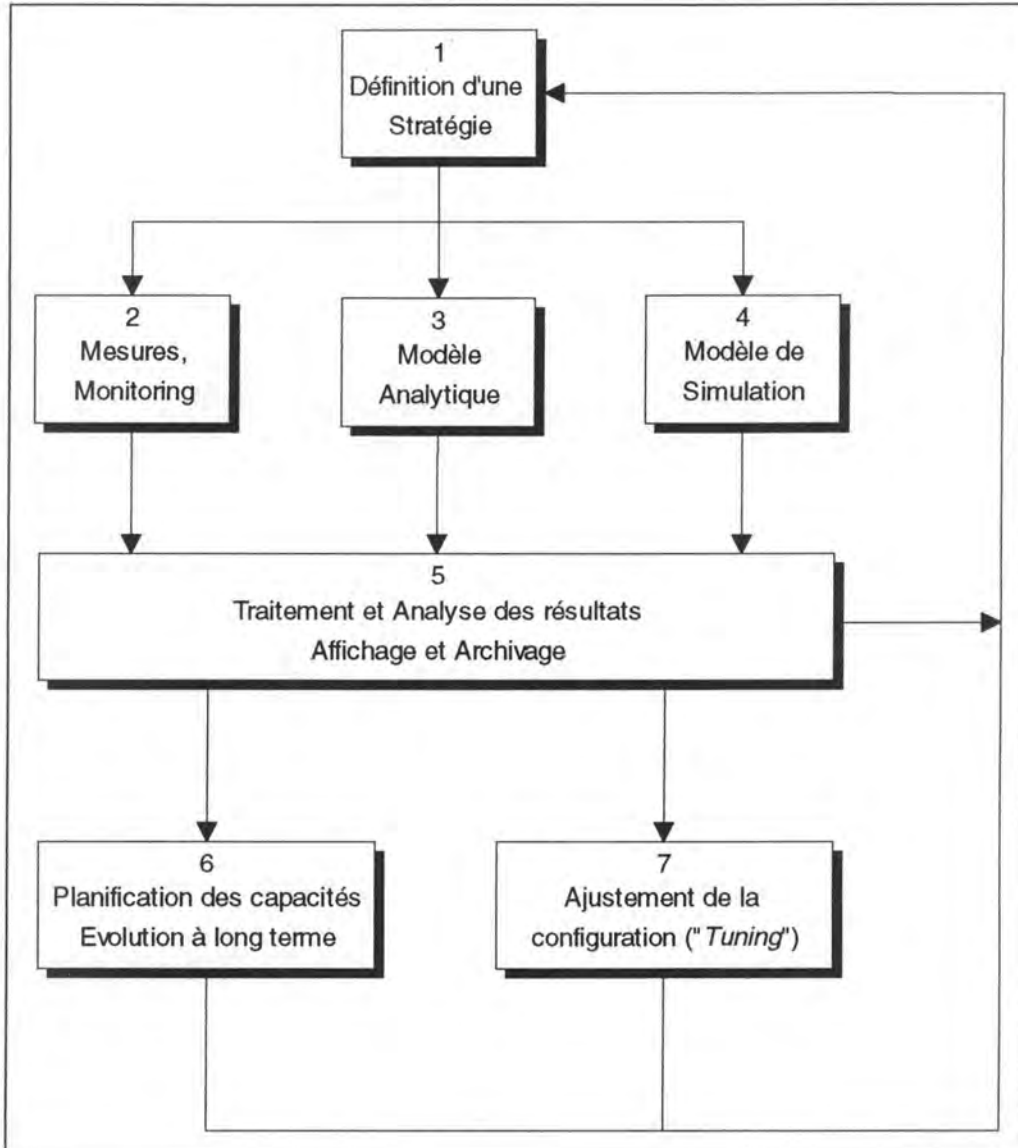 1
Définition d'une
Stratégie
2
Mesures,
Monitoring
3
Modèle
Analytique
4
Modèle de
Simulation
5
Traitement et Analyse des résultats
Affichage et Archivage
6
Planification des capacités
Evolution à long terme
7
Ajustement de la
configuration ("Tuning")